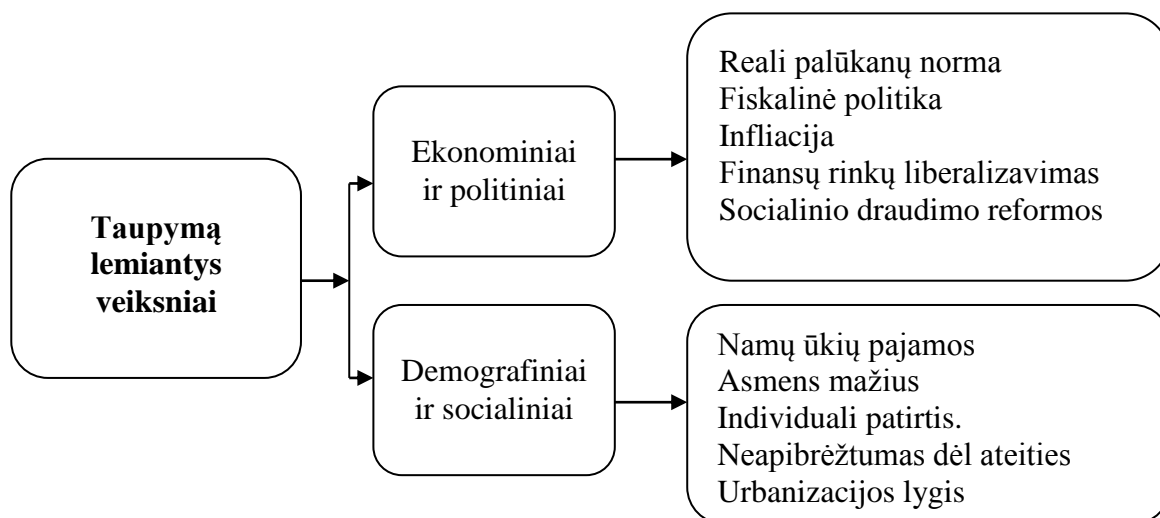 Taupymą
lemiantys
veiksniai
Ekonominiai
ir politiniai
Reali palūkanų norma
Fiskalinė politika
Infliacija
Finansų rinkų liberalizavimas
Socialinio draudimo reformos
Demografiniai
ir socialiniai
Namų ūkių pajamos
Asmens mažius
Individuali patirtis.
Neapibrėžtumas dėl ateities
Urbanizacijos lygis